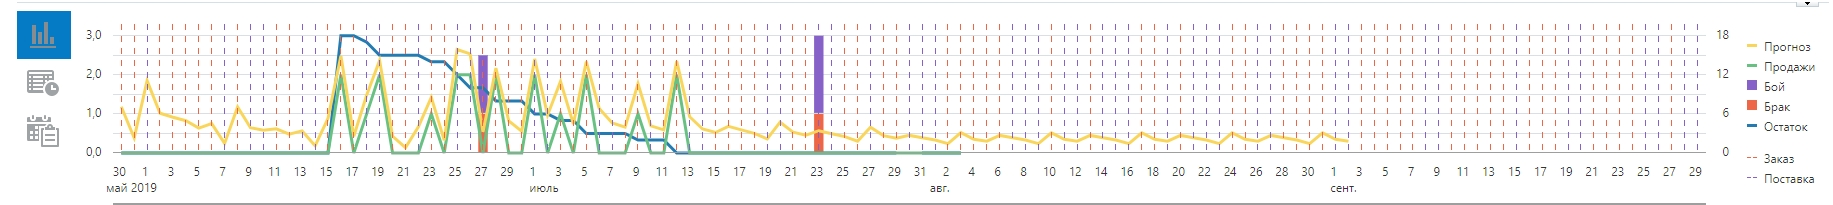 3,0 18 Прогноз
Продажи
2,0 12
Бой
1,0 6 Брак
Остаток
0,0 0
Заказ
30 1 3 5 7 9 11 13 15 17 19 21 23 25 27 29 1 3 5 7 9 11 13 15 17 19 21 23 25 27 29 31 2 4 6 8 10 12 14 16 18 20 22 24 26 28 30 1 3 5 7 9 11 13 15 17 19 21 23 25 27 29
Поставка
май 2019 июль авг. сент.